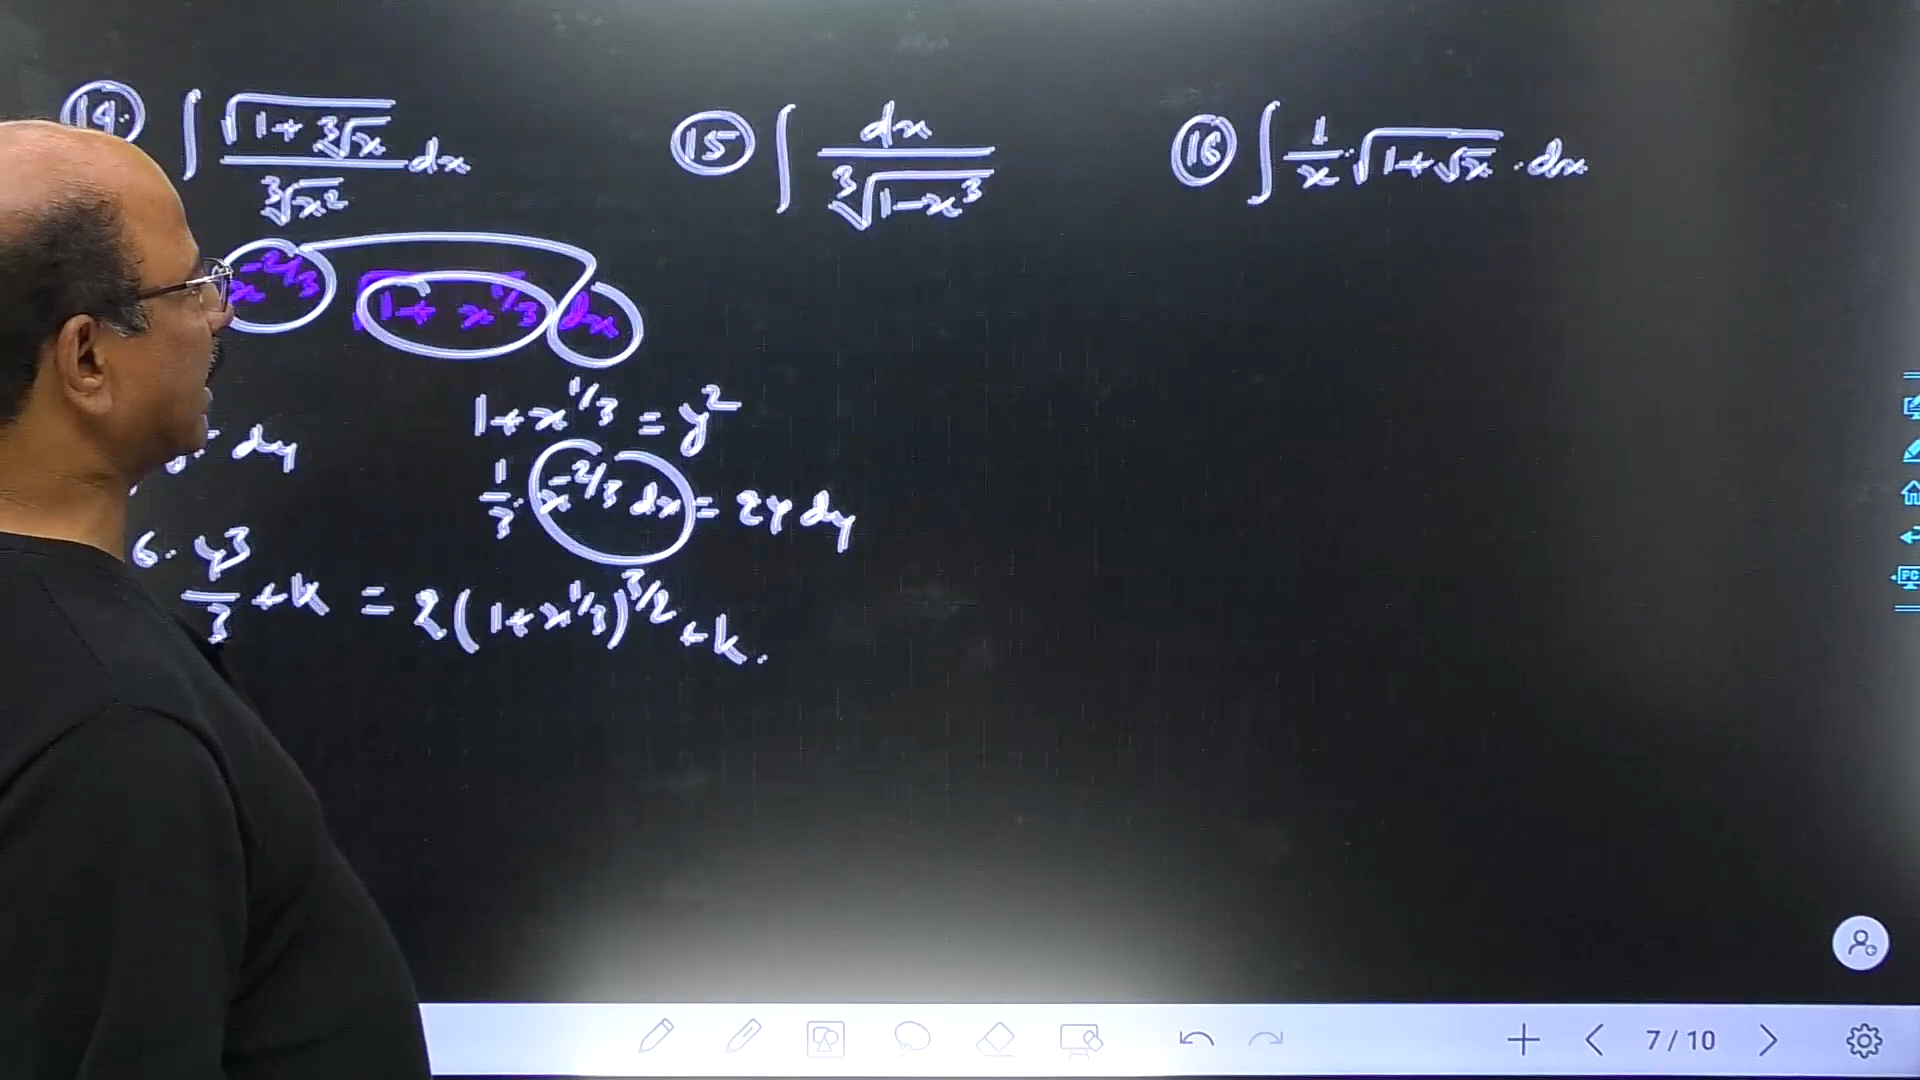 14. ∫ √(1+∛x) / ∛x² dx
x^-2/3 √(1+ x^1/3) dx
1+x^1/3 = y²
dy
1/3 · x^-2/3 dx = 2y dy
6 · y³/3 + k = 2(1+x^1/3)^3/2 + k.
15 ∫ dx / ∛(1-x³)
16 ∫ 1/x · √(1+√x) · dx
PC
7/10